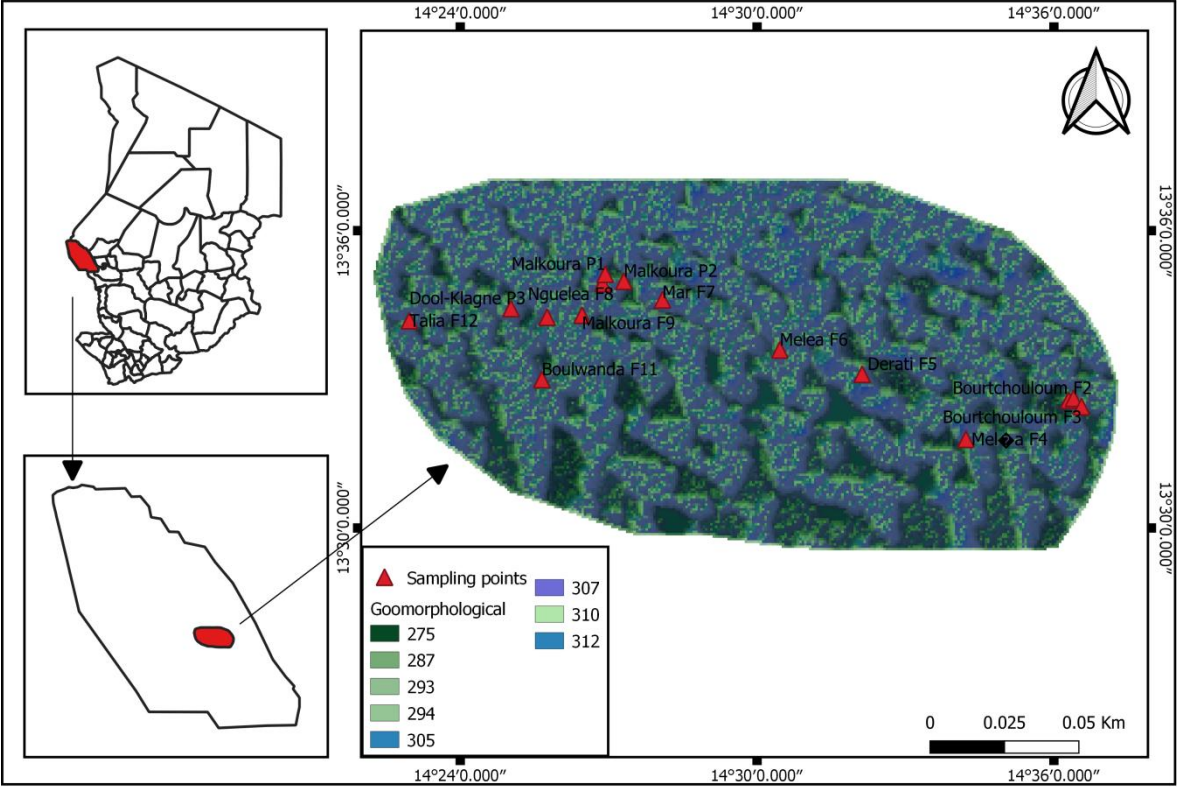 14°24′0.000″ 14°30′0.000″ 14°36′0.000″
13°36′0.000″ 13°36′0.000″
Malkoura P1
Malkoura P2
Dool-Klagne P3 Nguelea F8 Mar F7
Talia F12 Malkoura F9
Melea F6
Boulwanda F11 Derati F5
Bourtchouloum F2
Bourtchouloum F3
Mel�a F4
13°30′0.000″ 13°30′0.000″
Sampling points
Goomorphological
275
287
293
294
305
307
310
312
0 0.025 0.05 Km
14°24′0.000″ 14°30′0.000″ 14°36′0.000″